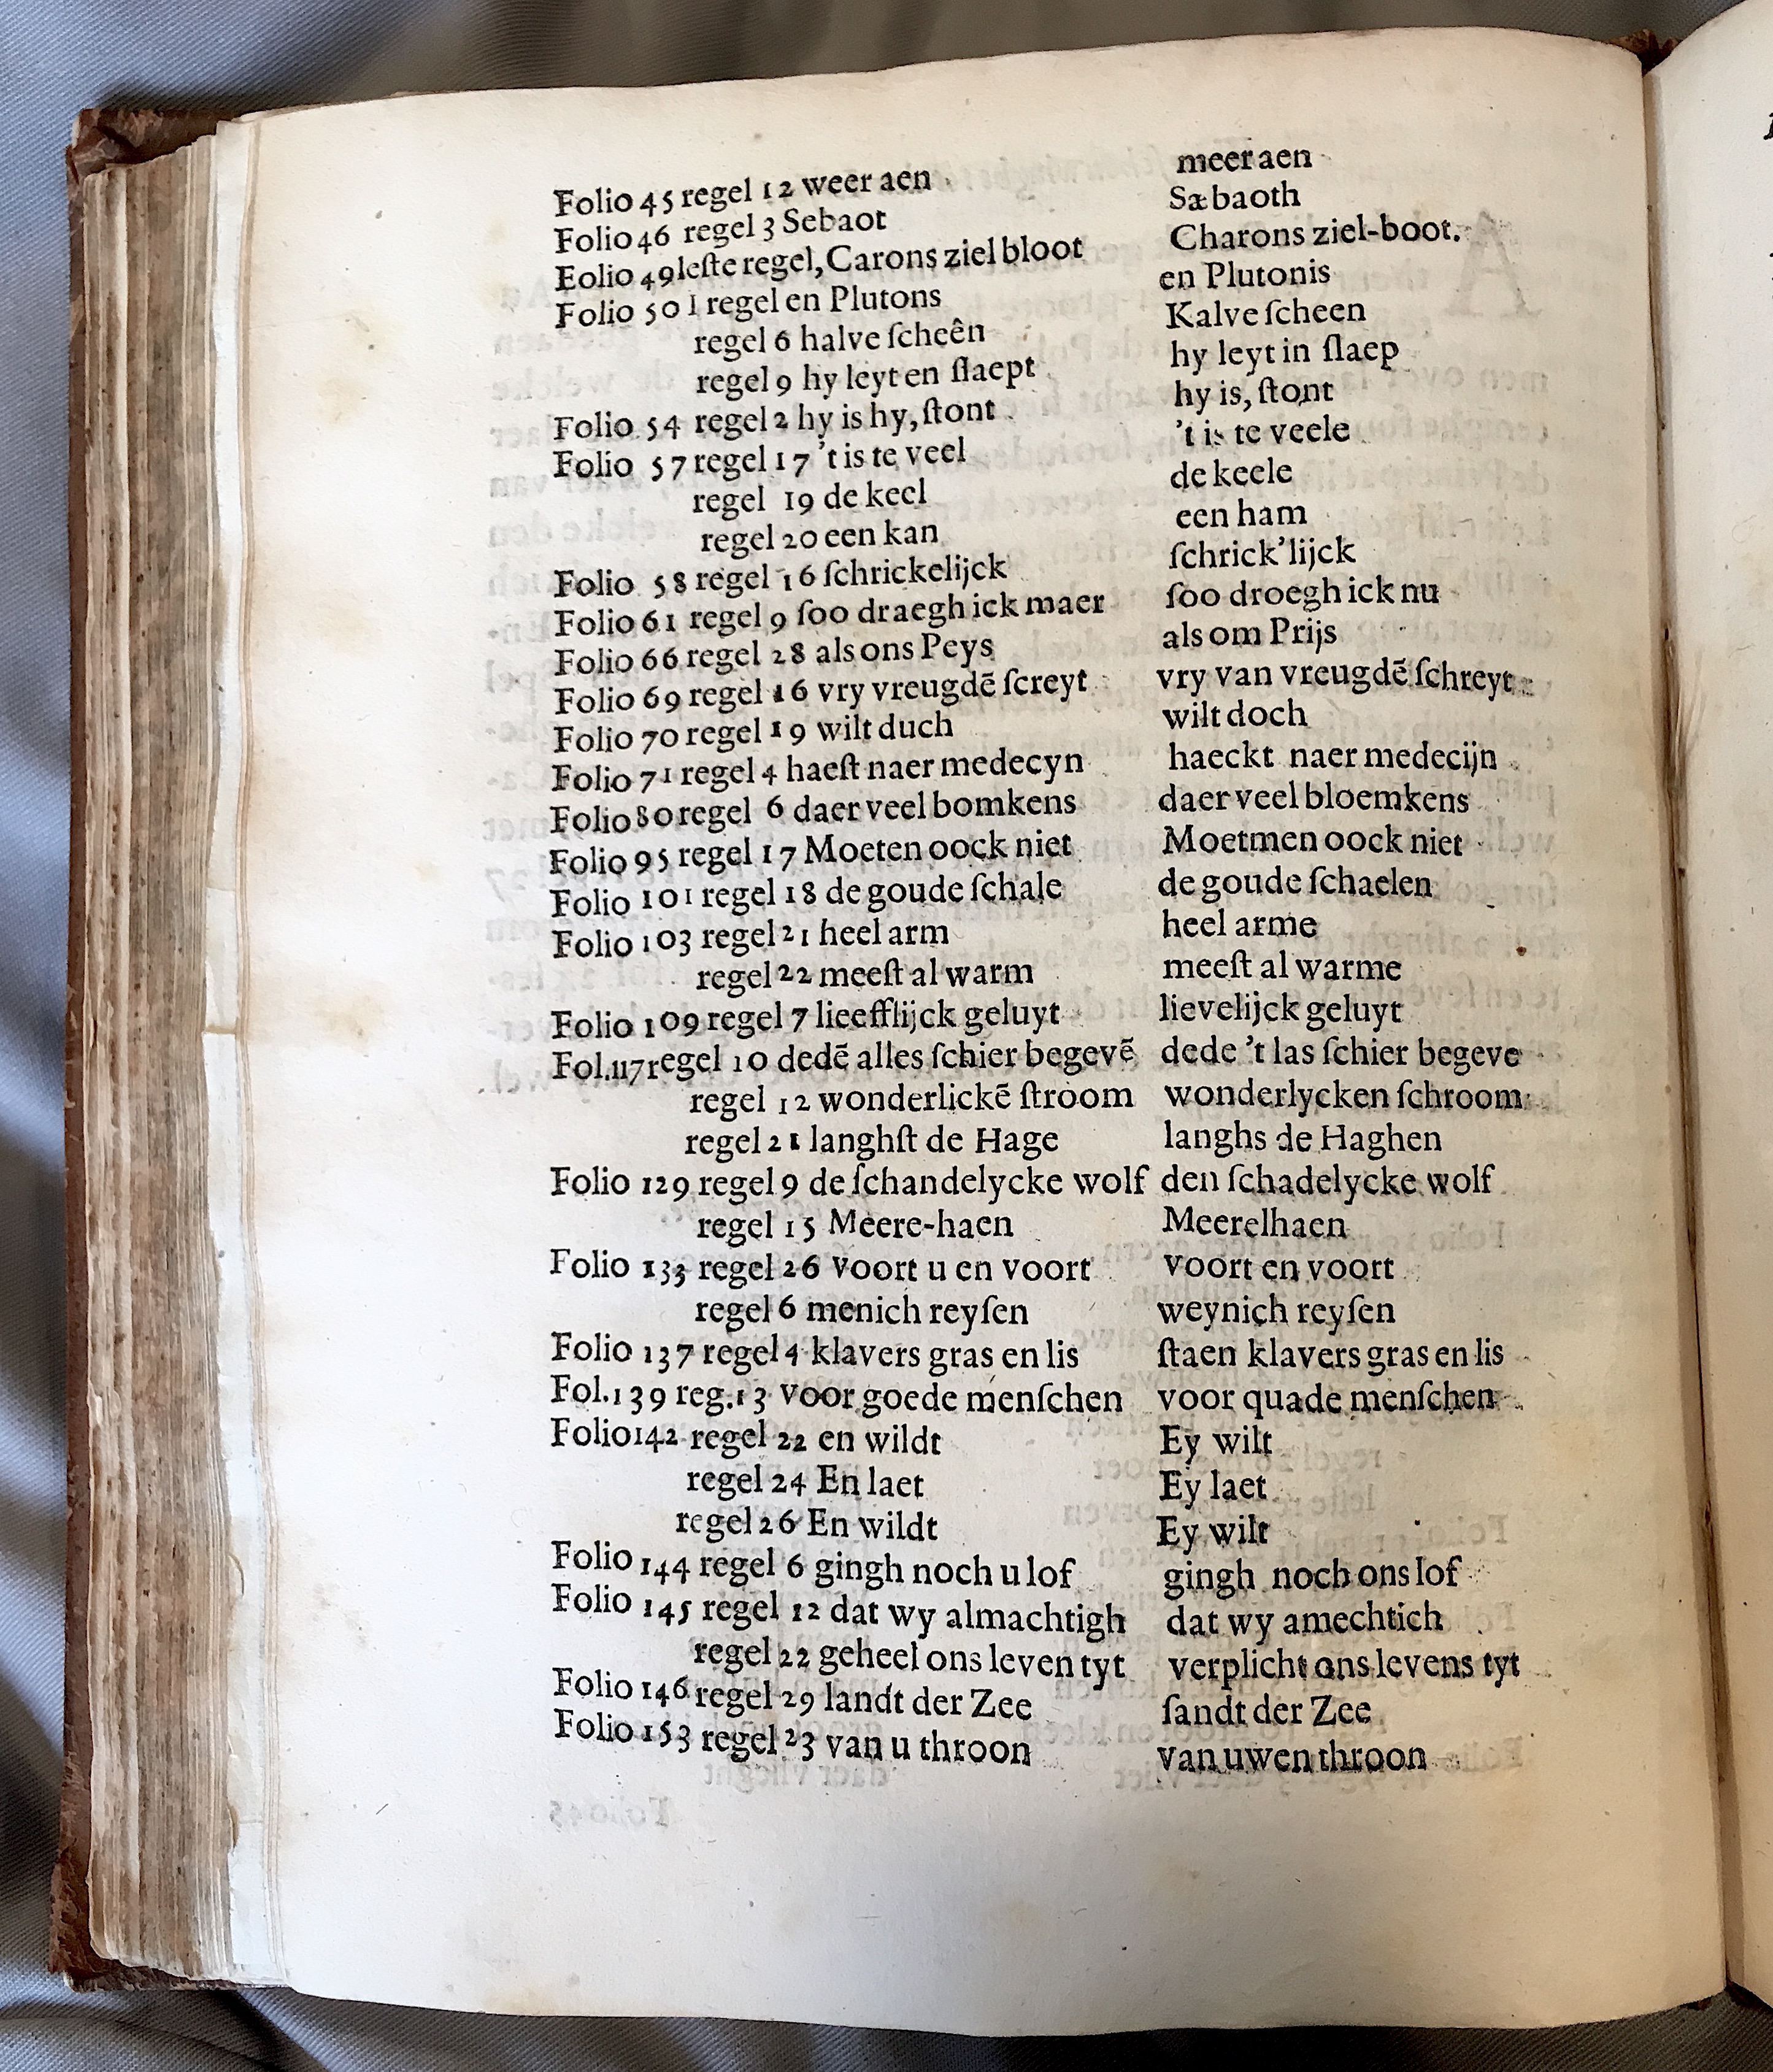 Folio 45 regel 12 weer aen meer aen
Folio 46 regel 3 Sebaot Sæbaoth
Eolio 49 leſte regel, Carons ziel bloot Charons ziel-boot.
Folio 50 1 regel en Plutons en Plutonis
regel 6 halve ſcheên Kalve ſcheen
regel 9 hy leyt en ſlaept hy leyt in ſlaep
Folio 54 regel 2 hy is hy, ſtont hy is, ſtont
Folio 57 regel 17 't is te veel 't is te veele
regel 19 de keel de keele
regel 20 een kan een ham
Folio 58 regel 16 ſchrickelijck ſchrick'lijck
Folio 61 regel 9 ſoo draegh ick maer ſoo droegh ick nu
Folio 66 regel 28 als ons Peys als om Prijs
Folio 69 regel 16 vry vreugdē ſcreyt vry van vreugdē ſchreyt
Folio 70 regel 19 wilt duch wilt doch
Folio 71 regel 4 haeſt naer medecyn haeckt naer medecijn
Folio 80 regel 6 daer veel bomkens daer veel bloemkens
Folio 95 regel 17 Moeten oock niet Moetmen oock niet
Folio 101 regel 18 de goude ſchale de goude ſchaelen
Folio 103 regel 21 heel arm heel arme
regel 22 meeſt al warm meeſt al warme
Folio 109 regel 7 lieefflijck geluyt lievelijck geluyt
Fol. 117 regel 10 dedē alles ſchier begevē dede 't las ſchier begeve
regel 12 wonderlickē ſtroom wonderlycken ſchroom
regel 21 langhſt de Hage langhs de Haghen
Folio 129 regel 9 de ſchandelycke wolf den ſchadelycke wolf
regel 15 Meere-haen Meerelhaen
Folio 133 regel 26 voort u en voort voort en voort
regel 6 menich reyſen weynich reyſen
Folio 137 regel 4 klavers gras en lis ſtaen klavers gras en lis
Fol. 139 reg. 13 voor goede menſchen voor quade menſchen
Folio 142 regel 22 en wildt Ey wilt
regel 24 En laet Ey laet
regel 26 En wildt Ey wilt
Folio 144 regel 6 gingh noch u lof gingh noch ons lof
Folio 145 regel 12 dat wy almachtigh dat wy amechtich
regel 22 geheel ons leven tyt verplicht ons levens tyt
Folio 146 regel 29 landt der Zee ſandt der Zee
Folio 153 regel 23 van u throon van uwen throon